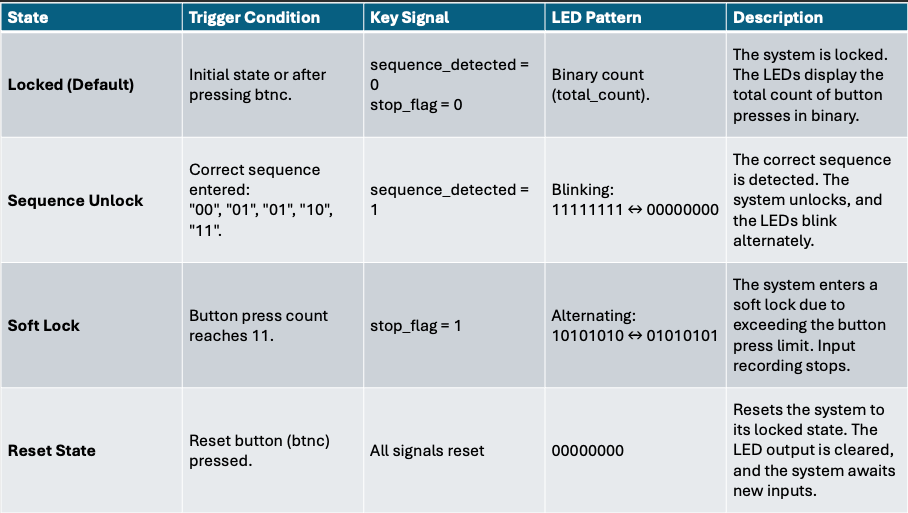 State
Trigger Condition
Key Signal
LED Pattern
Description
Locked (Default)
Initial state or after
pressing btnc.
sequence_detected =
0
stop_flag = 0
Binary count
(total_count).
The system is locked.
The LEDs display the
total count of button
presses in binary.
Sequence Unlock
Correct sequence
entered:
"00", "01", "01", "10",
"11".
sequence_detected =
1
Blinking:
11111111 ↔ 00000000
The correct sequence
is detected. The
system unlocks, and
the LEDs blink
alternately.
Soft Lock
Button press count
reaches 11.
stop_flag = 1
Alternating:
10101010 ↔ 01010101
The system enters a
soft lock due to
exceeding the button
press limit. Input
recording stops.
Reset State
Reset button (btnc)
pressed.
All signals reset
00000000
Resets the system to
its locked state. The
LED output is cleared,
and the system awaits
new inputs.